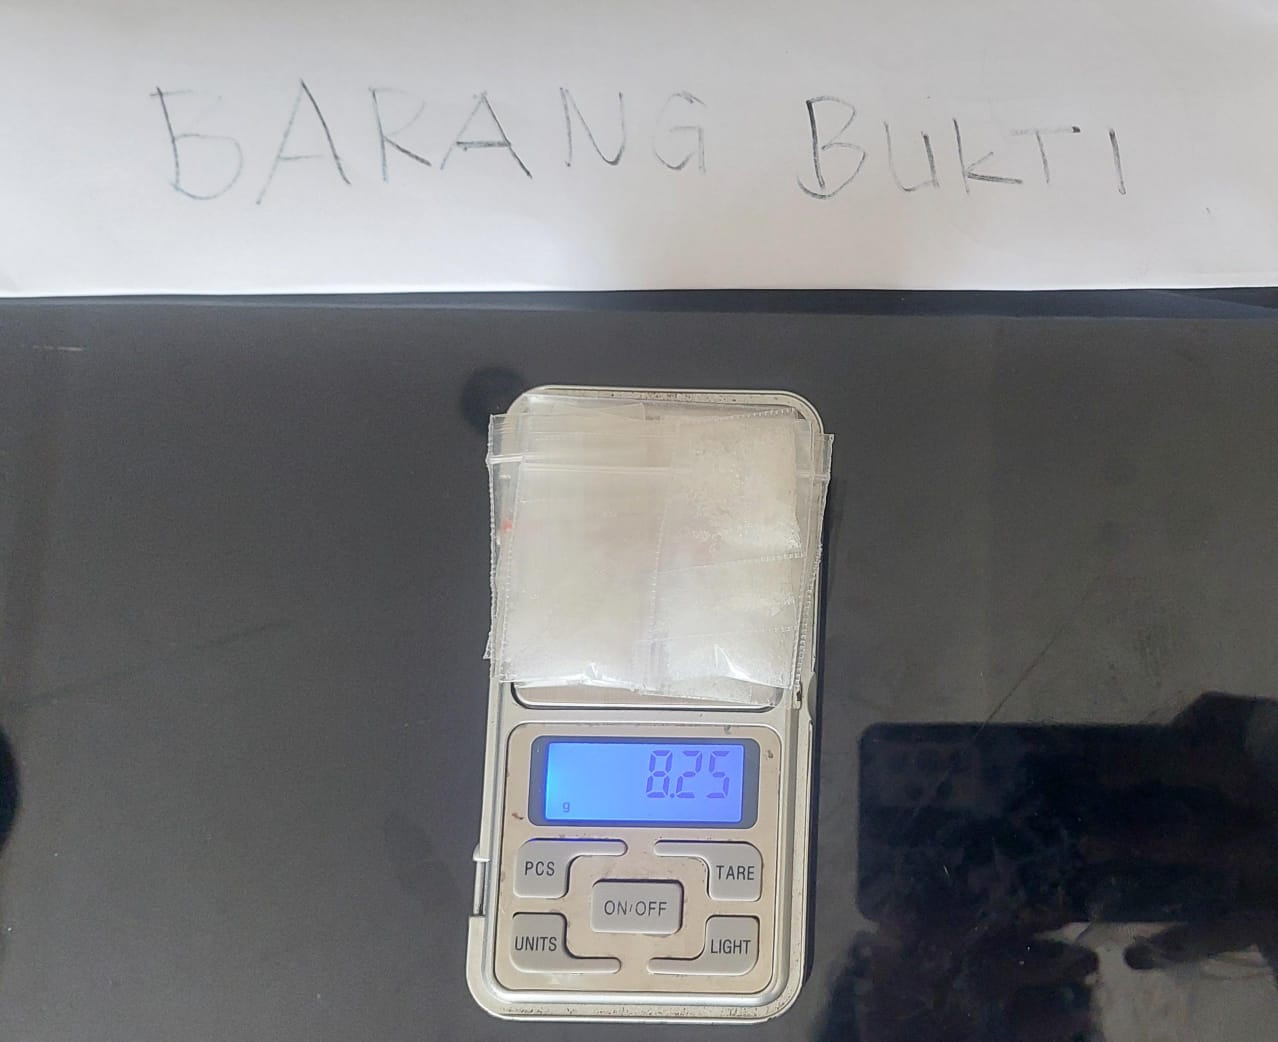 BARANG BUKTI
8.25
g
PCS
TARE
ON/OFF
UNITS
LIGHT